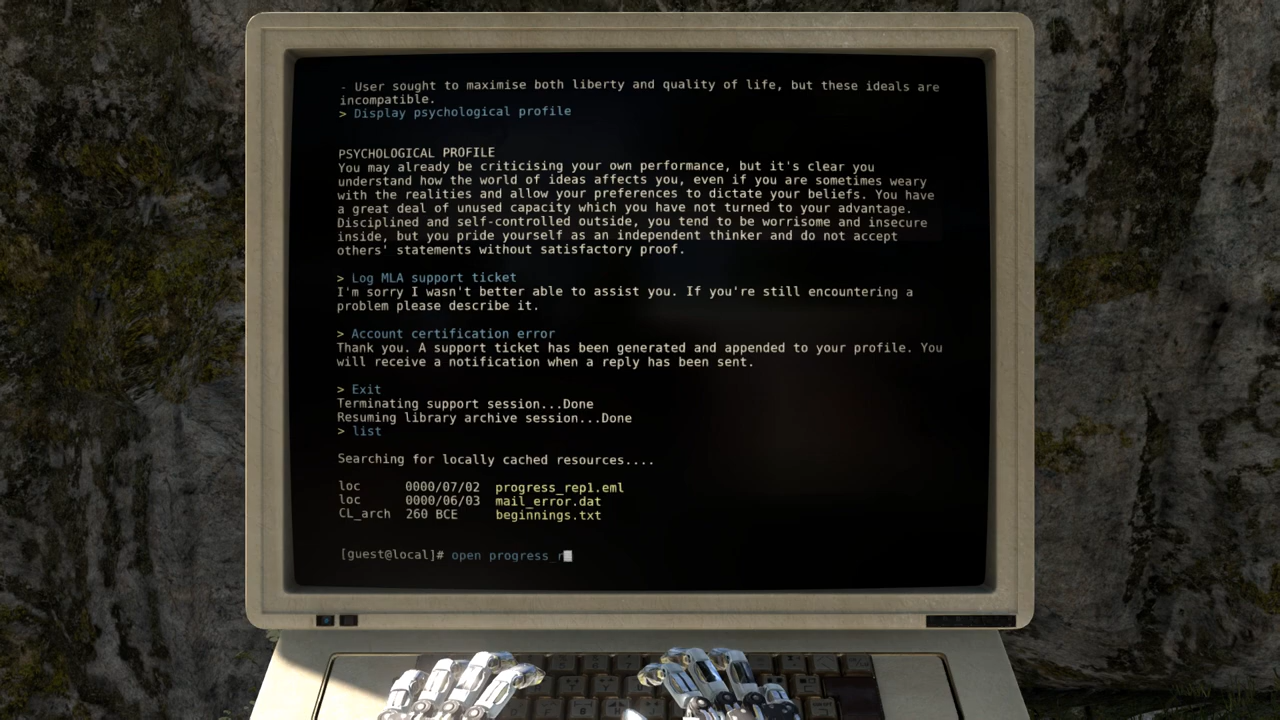 - User sought to maximise both liberty and quality of life, but these ideals are
incompatible.
> Display psychological profile
PSYCHOLOGICAL PROFILE
You may already be criticising your own performance, but it's clear you
understand how the world of ideas affects you, even if you are sometimes weary
with the realities and allow your preferences to dictate your beliefs. You have
a great deal of unused capacity which you have not turned to your advantage.
Disciplined and self-controlled outside, you tend to be worrisome and insecure
inside, but you pride yourself as an independent thinker and do not accept
others' statements without satisfactory proof.
> Log MLA support ticket
I'm sorry I wasn't better able to assist you. If you're still encountering a
problem please describe it.
> Account certification error
Thank you. A support ticket has been generated and appended to your profile. You
will receive a notification when a reply has been sent.
> Exit
Terminating support session...Done
Resuming library archive session...Done
> list
Searching for locally cached resources....
loc 0000/07/02 progress_rep1.eml
loc 0000/06/03 mail_error.dat
CL_arch 260 BCE beginnings.txt
[guest@local]# open progress_r